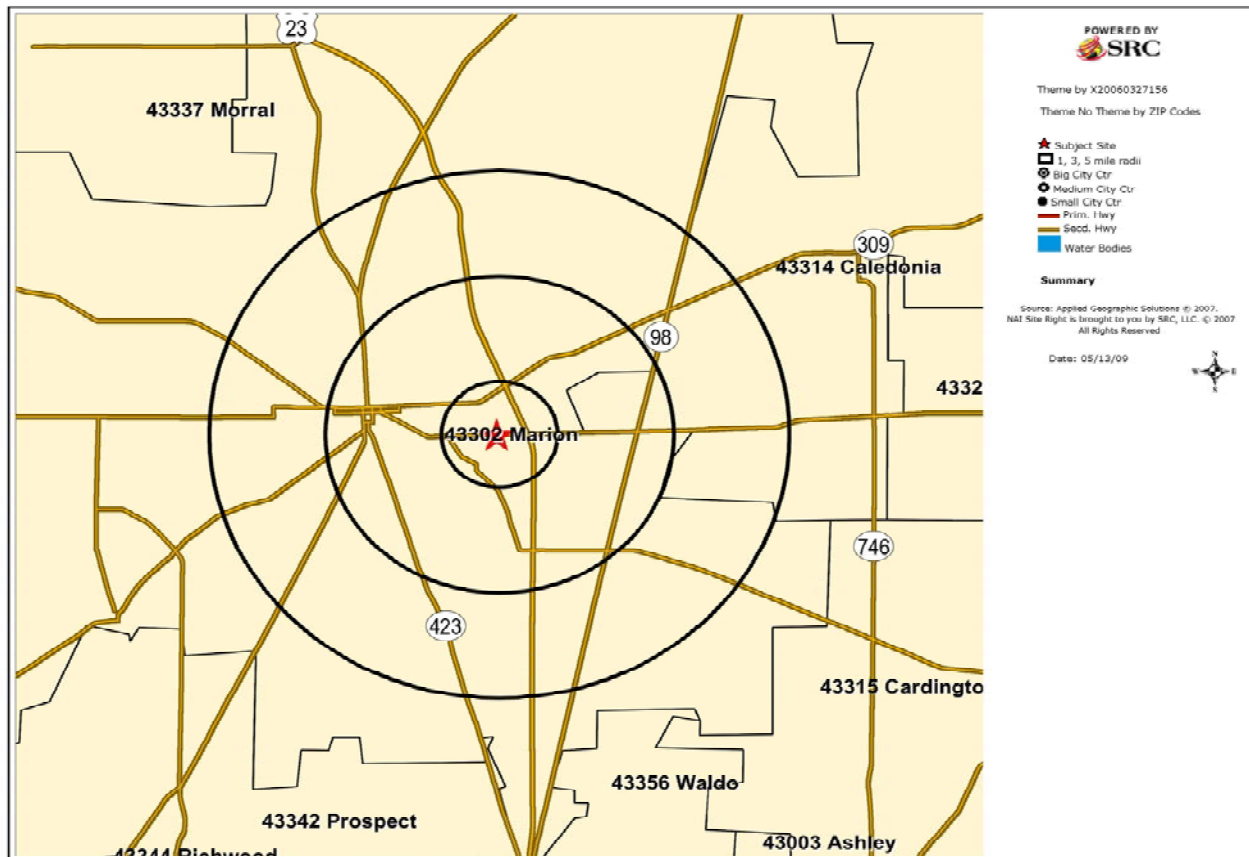 23
43337 Morral
309
43314 Caledonia
98
4332
43302 Marion
746
423
43315 Cardingto
43356 Waldo
43342 Prospect
43003 Ashley
43344 Richwood
POWERED BY
SRC
Theme by X20060327156
Theme No Theme by ZIP Codes
Subject Site
1, 3, 5 mile radii
Big City Ctr
Medium City Ctr
Small City Ctr
Prim. Hwy
Secd. Hwy
Water Bodies
Summary
Source: Applied Geographic Solutions © 2007.
NAI Site Right is brought to you by SRC, LLC. © 2007
All Rights Reserved
Date: 05/13/09
N
W E
S